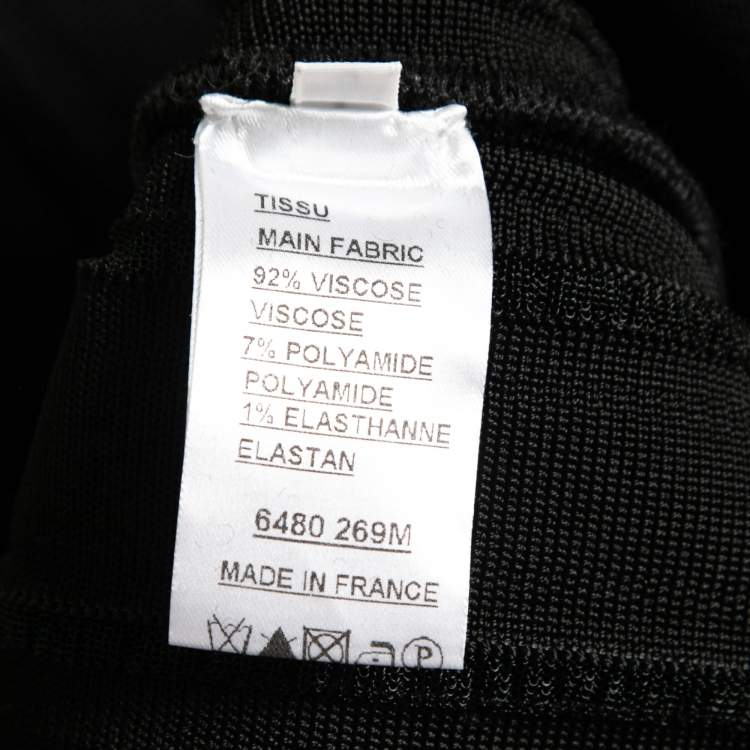 TISSU
MAIN FABRIC
92% VISCOSE
VISCOSE
7% POLYAMIDE
POLYAMIDE
1% ELASTHANNE
ELASTAN
6480 269M
MADE IN FRANCE
P